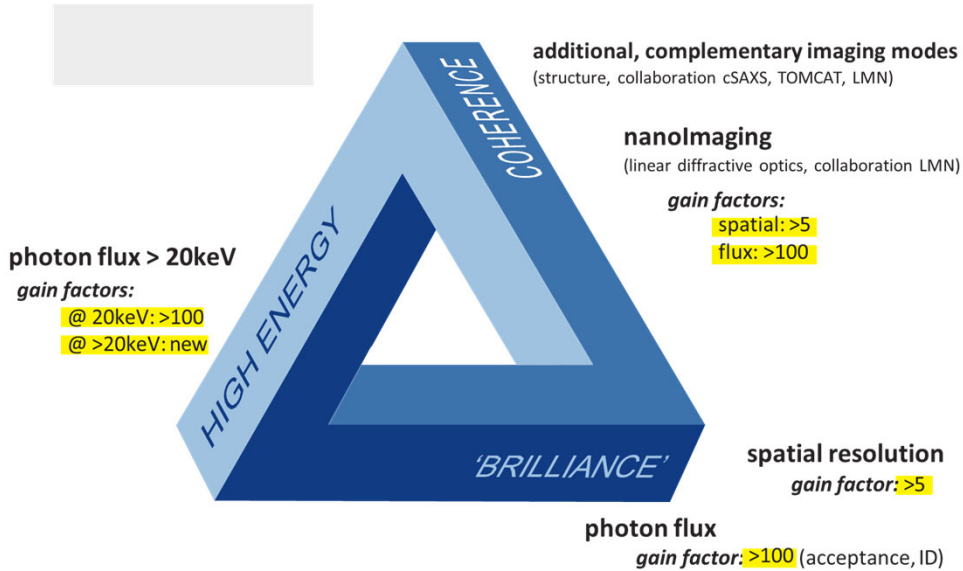 additional, complementary imaging modes
(structure, collaboration cSAXS, TOMCAT, LMN)
COHERENCE
nanoImaging
(linear diffractive optics, collaboration LMN)
gain factors:
spatial: >5
flux: >100
photon flux > 20keV
gain factors:
@ 20keV: >100
@ >20keV: new
HIGH ENERGY
'BRILLIANCE'
spatial resolution
gain factor: >5
photon flux
gain factor: >100 (acceptance, ID)